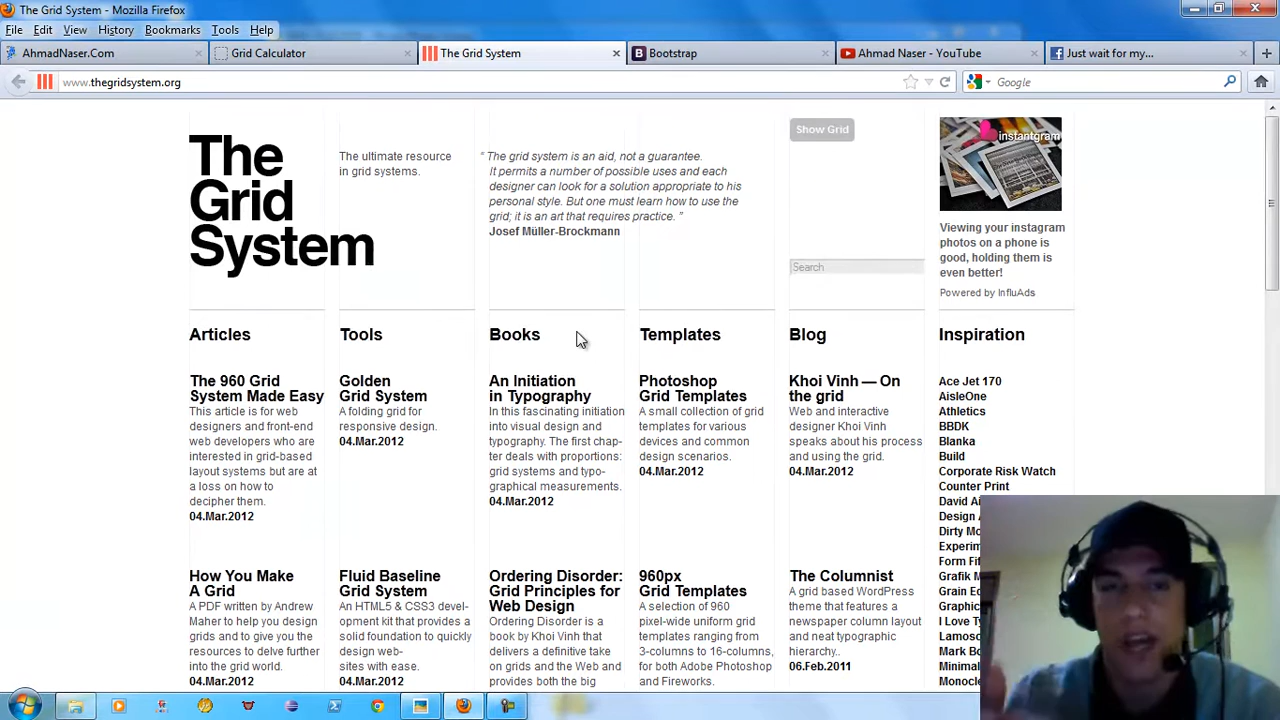 The Grid System - Mozilla Firefox
File Edit View History Bookmarks Tools Help
AhmadNaser.Com
Grid Calculator
The Grid System
Bootstrap
Ahmad Naser - YouTube
Just wait for my...
www.thegridsystem.org
Google
The
Grid
System
The ultimate resource
in grid systems.
“ The grid system is an aid, not a guarantee.
It permits a number of possible uses and each
designer can look for a solution appropriate to his
personal style. But one must learn how to use the
grid; it is an art that requires practice. ”
Josef Müller-Brockmann
Show Grid
Search
instantgram
Viewing your instagram
photos on a phone is
good, holding them is
even better!
Powered by InfluAds
Articles
The 960 Grid
System Made Easy
This article is for web
designers and front-end
web developers who are
interested in grid-based
layout systems but are at
a loss on how to
decipher them.
04.Mar.2012
How You Make
A Grid
A PDF written by Andrew
Maher to help you design
grids and to give you the
resources to delve further
into the grid world.
04.Mar.2012
Tools
Golden
Grid System
A folding grid for
responsive design.
04.Mar.2012
Fluid Baseline
Grid System
An HTML5 & CSS3 devel-
opment kit that provides a
solid foundation to quickly
design web-
sites with ease.
04.Mar.2012
Books
An Initiation
in Typography
In this fascinating initiation
into visual design and
typography. The first chap-
ter deals with proportions:
grid systems and typo-
graphical measurements.
04.Mar.2012
Ordering Disorder:
Grid Principles for
Web Design
Ordering Disorder is a
book by Khoi Vinh that
delivers a definitive take
on grids and the Web and
provides both the big
Templates
Photoshop
Grid Templates
A small collection of grid
templates for various
devices and common
design scenarios.
04.Mar.2012
960px
Grid Templates
A selection of 960
pixel-wide uniform grid
templates ranging from
3-columns to 16-columns,
for both Adobe Photoshop
and Fireworks.
Blog
Khoi Vinh — On
the grid
Web and interactive
designer Khoi Vinh
speaks about his process
and using the grid.
04.Mar.2012
The Columnist
A grid based WordPress
theme that features a
newspaper column layout
and neat typographic
hierarchy..
06.Feb.2011
Inspiration
Ace Jet 170
AisleOne
Athletics
BBDK
Blanka
Build
Corporate Risk Watch
Counter Print
David Ai
Design
Dirty Mo
Experim
Form Fif
Grafik M
Grain Ed
Graphic
I Love Ty
Lamosc
Mark Bo
Minimal
Monocle